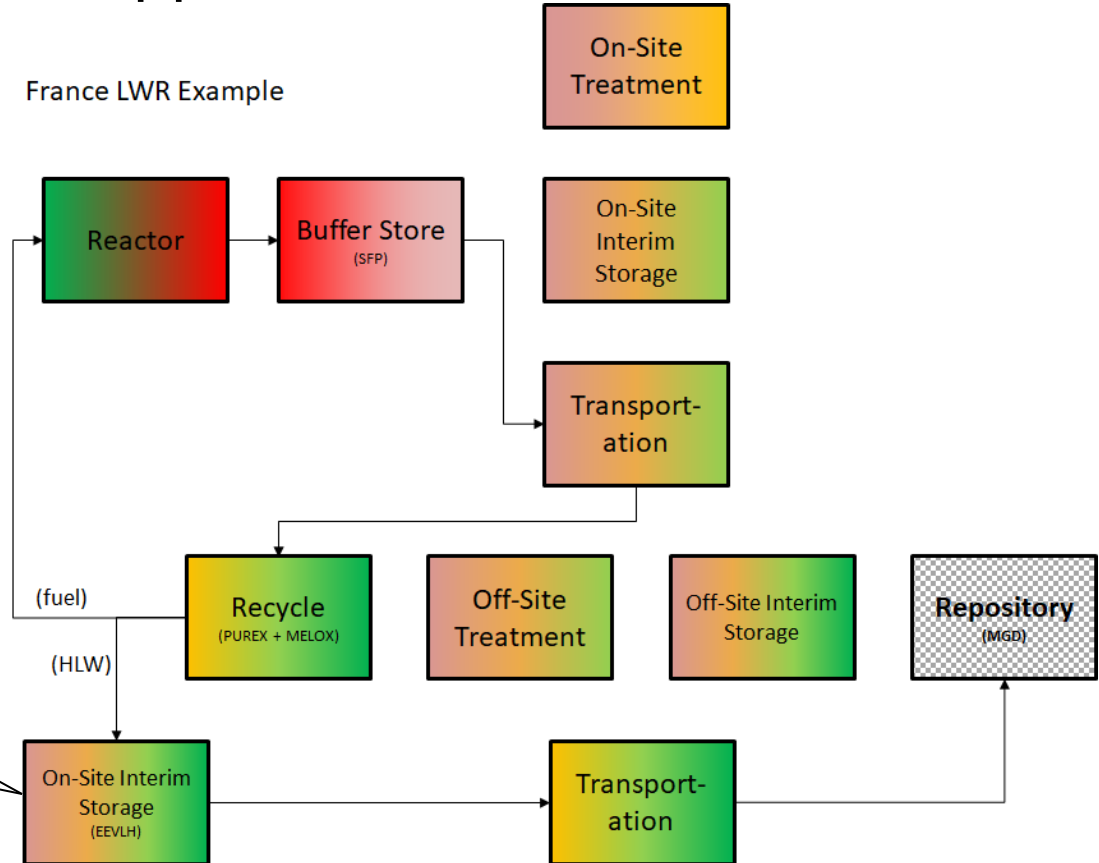 On-Site
Treatment
France LWR Example
Reactor
Buffer Store
(SFP)
On-Site
Interim
Storage
Transport-
ation
(fuel)
(HLW)
Recycle
(PUREX + MELOX)
Off-Site
Treatment
Off-Site Interim
Storage
Repository
(MGD)
On-Site Interim
Storage
(EEVLH)
Transport-
ation